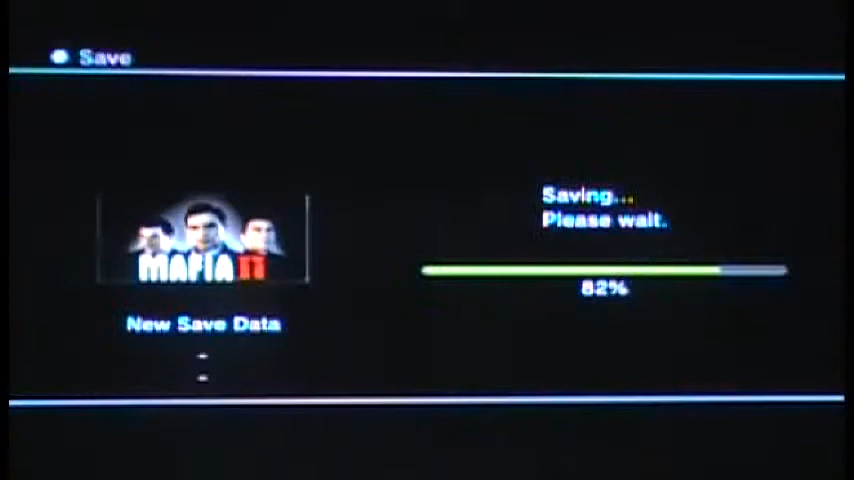 Save
MAFIA II
New Save Data
-
-
Saving...
Please wait.
82%